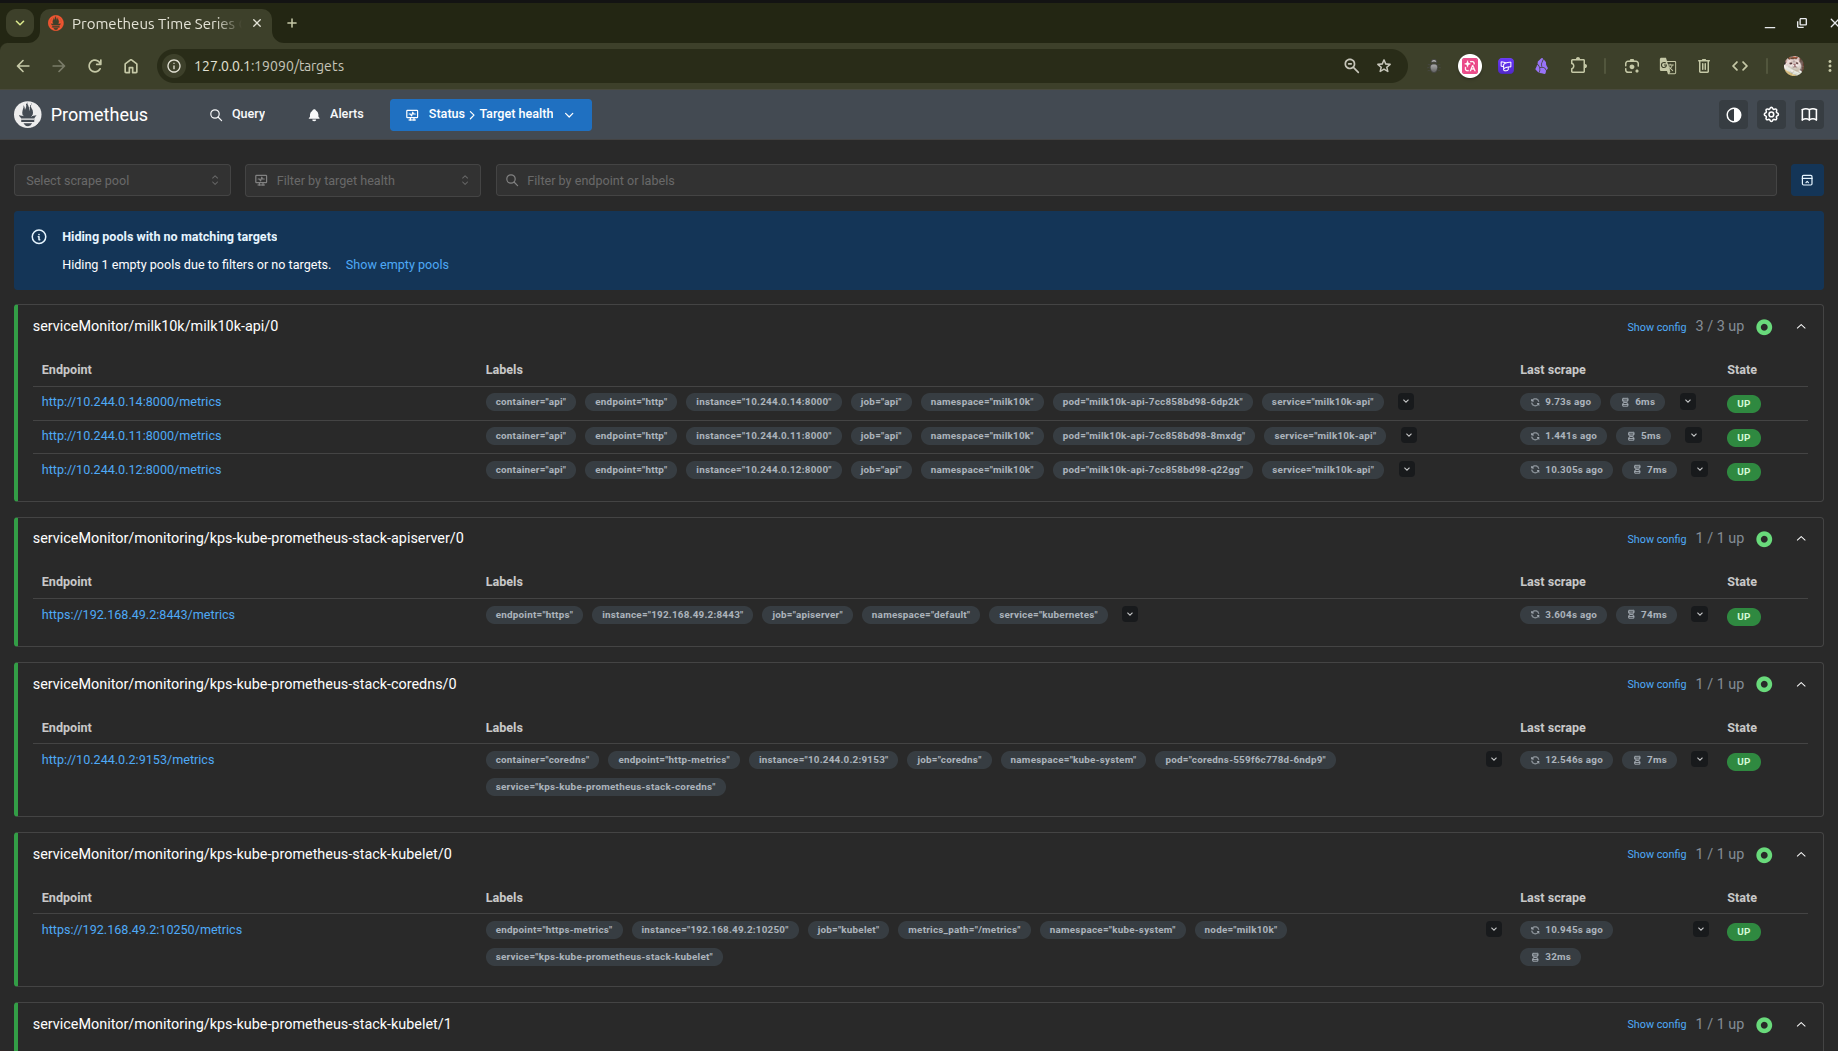 Prometheus Time Series
127.0.0.1:19090/targets
Prometheus Query Alerts Status > Target health
Select scrape pool Filter by target health Filter by endpoint or labels
Hiding pools with no matching targets
Hiding 1 empty pools due to filters or no targets. Show empty pools
serviceMonitor/milk10k/milk10k-api/0 Show config 3 / 3 up
Endpoint Labels Last scrape State
http://10.244.0.14:8000/metrics container="api" endpoint="http" instance="10.244.0.14:8000" job="api" namespace="milk10k" pod="milk10k-api-7cc858bd98-6dp2k" service="milk10k-api" 9.73s ago 6ms UP
http://10.244.0.11:8000/metrics container="api" endpoint="http" instance="10.244.0.11:8000" job="api" namespace="milk10k" pod="milk10k-api-7cc858bd98-8mxdg" service="milk10k-api" 1.441s ago 5ms UP
http://10.244.0.12:8000/metrics container="api" endpoint="http" instance="10.244.0.12:8000" job="api" namespace="milk10k" pod="milk10k-api-7cc858bd98-q22gg" service="milk10k-api" 10.305s ago 7ms UP
serviceMonitor/monitoring/kps-kube-prometheus-stack-apiserver/0 Show config 1 / 1 up
Endpoint Labels Last scrape State
https://192.168.49.2:8443/metrics endpoint="https" instance="192.168.49.2:8443" job="apiserver" namespace="default" service="kubernetes" 3.604s ago 74ms UP
serviceMonitor/monitoring/kps-kube-prometheus-stack-coredns/0 Show config 1 / 1 up
Endpoint Labels Last scrape State
http://10.244.0.2:9153/metrics container="coredns" endpoint="http-metrics" instance="10.244.0.2:9153" job="coredns" namespace="kube-system" pod="coredns-559f6c778d-6ndp9" 12.546s ago 7ms UP
service="kps-kube-prometheus-stack-coredns"
serviceMonitor/monitoring/kps-kube-prometheus-stack-kubelet/0 Show config 1 / 1 up
Endpoint Labels Last scrape State
https://192.168.49.2:10250/metrics endpoint="https-metrics" instance="192.168.49.2:10250" job="kubelet" metrics_path="/metrics" namespace="kube-system" node="milk10k" 10.945s ago UP
service="kps-kube-prometheus-stack-kubelet" 32ms
serviceMonitor/monitoring/kps-kube-prometheus-stack-kubelet/1 Show config 1 / 1 up